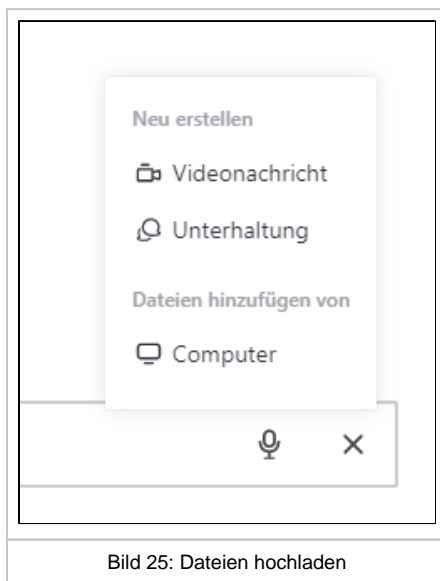 Neu erstellen
Videonachricht
Unterhaltung
Dateien hinzufügen von
Computer
Bild 25: Dateien hochladen